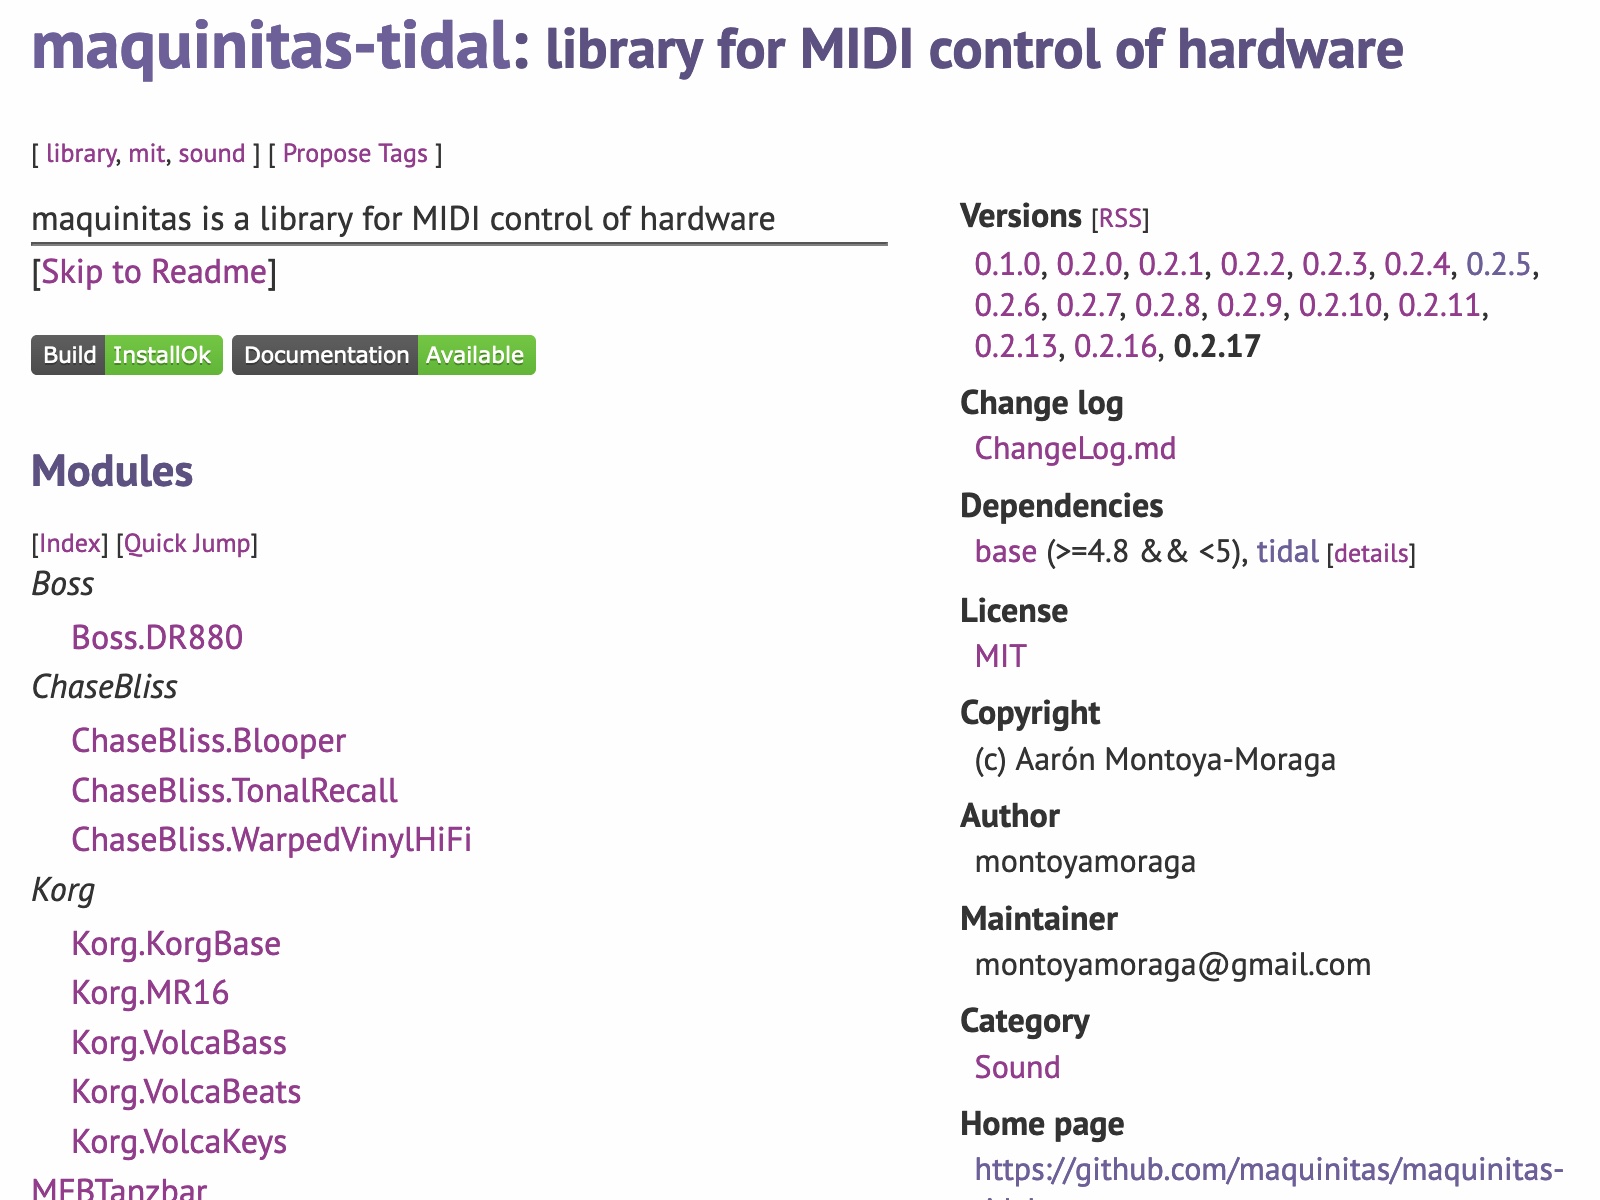 maquinitas-tidal: library for MIDI control of hardware
[ library, mit, sound ] [ Propose Tags ]
maquinitas is a library for MIDI control of hardware
[Skip to Readme]
Build InstallOk Documentation Available
Modules
[Index] [Quick Jump]
Boss
Boss.DR880
ChaseBliss
ChaseBliss.Blooper
ChaseBliss.TonalRecall
ChaseBliss.WarpedVinylHiFi
Korg
Korg.KorgBase
Korg.MR16
Korg.VolcaBass
Korg.VolcaBeats
Korg.VolcaKeys
MFBTanzbar
Versions [RSS]
0.1.0, 0.2.0, 0.2.1, 0.2.2, 0.2.3, 0.2.4, 0.2.5,
0.2.6, 0.2.7, 0.2.8, 0.2.9, 0.2.10, 0.2.11,
0.2.13, 0.2.16, 0.2.17
Change log
ChangeLog.md
Dependencies
base (>=4.8 && <5), tidal [details]
License
MIT
Copyright
(c) Aarón Montoya-Moraga
Author
montoyamoraga
Maintainer
montoyamoraga@gmail.com
Category
Sound
Home page
https://github.com/maquinitas/maquinitas-